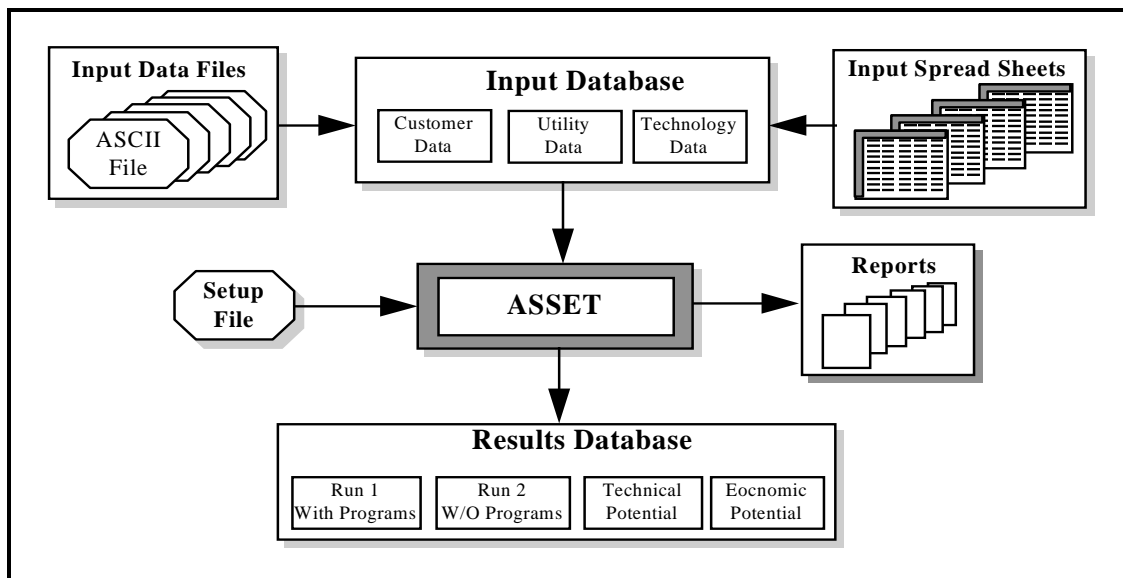 Input Data Files
ASCII
File
Input Database
Customer
Data
Utility
Data
Technology
Data
Input Spread Sheets
Setup
File
ASSET
Reports
Results Database
Run 1
With Programs
Run 2
W/O Programs
Technical
Potential
Eocnomic
Potential